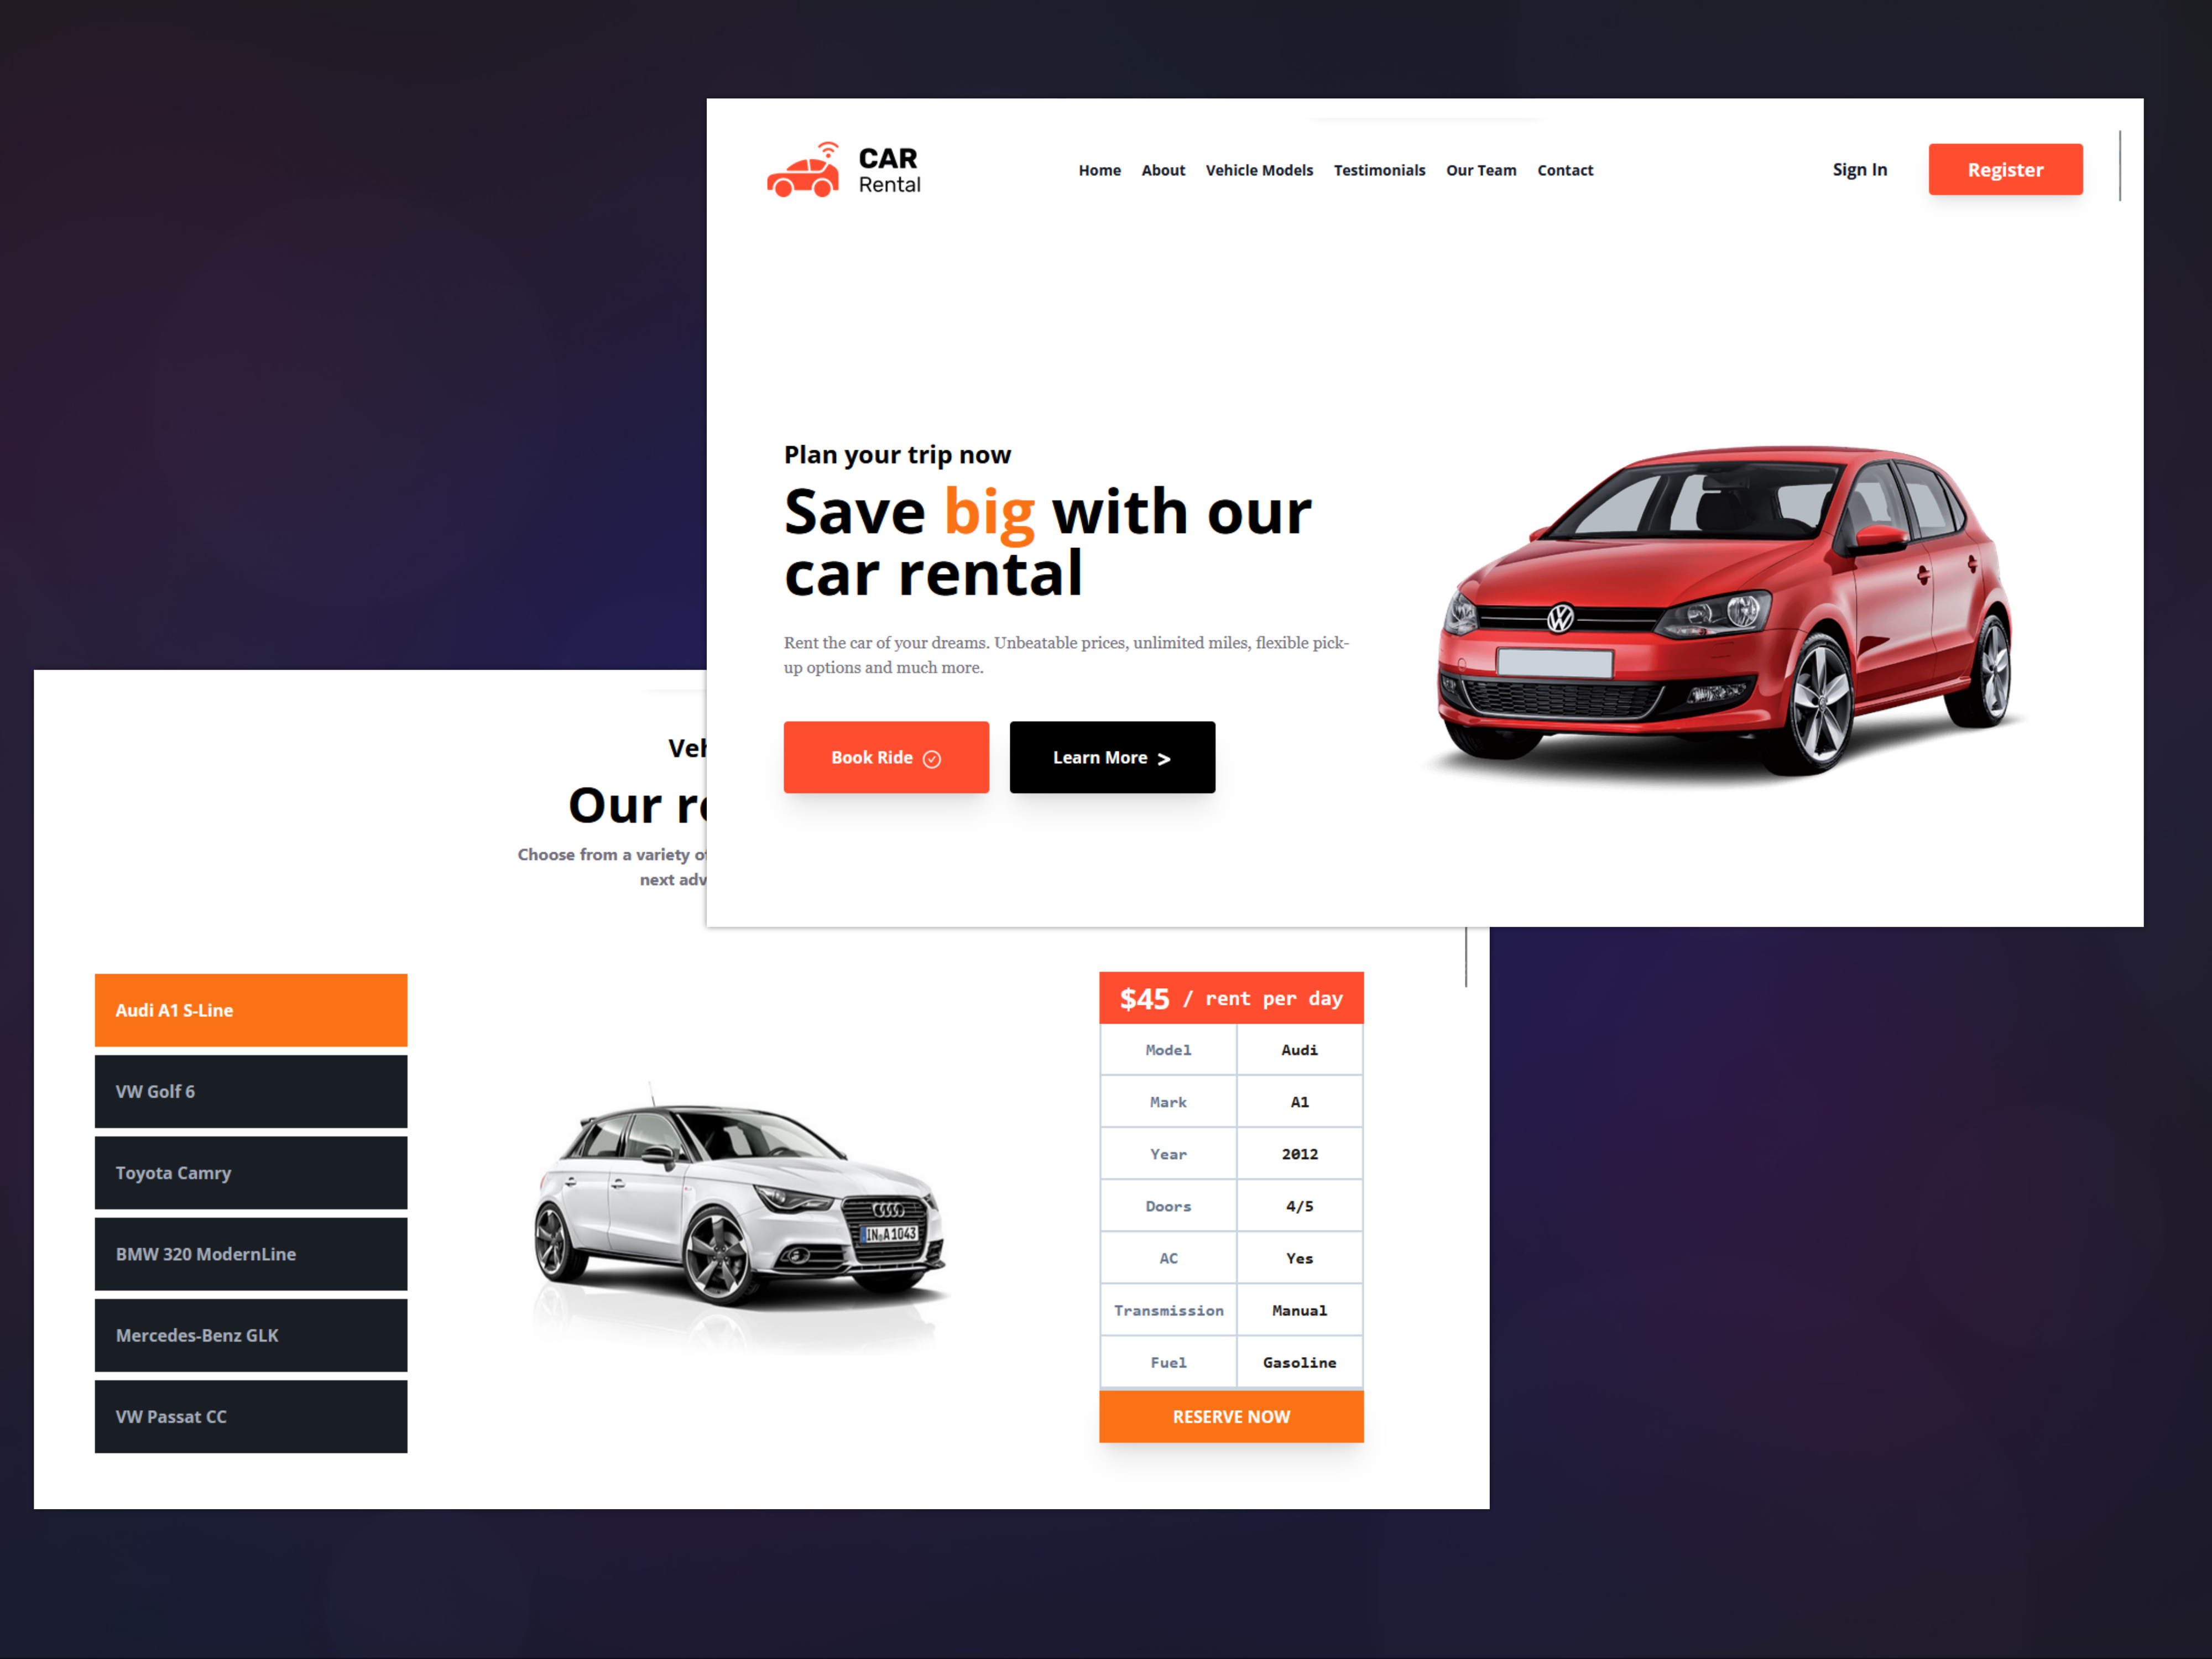 CAR
Rental
Home About Vehicle Models Testimonials Our Team Contact
Sign In
Register
Plan your trip now
Save big with our
car rental
Rent the car of your dreams. Unbeatable prices, unlimited miles, flexible pick-
up options and much more.
Book Ride
Learn More >
Our
Choose from a variety
next
Audi A1 S-Line
VW Golf 6
Toyota Camry
BMW 320 ModernLine
Mercedes-Benz GLK
VW Passat CC
IN A1043
$45 / rent per day
Model Audi
Mark A1
Year 2012
Doors 4/5
AC Yes
Transmission Manual
Fuel Gasoline
RESERVE NOW